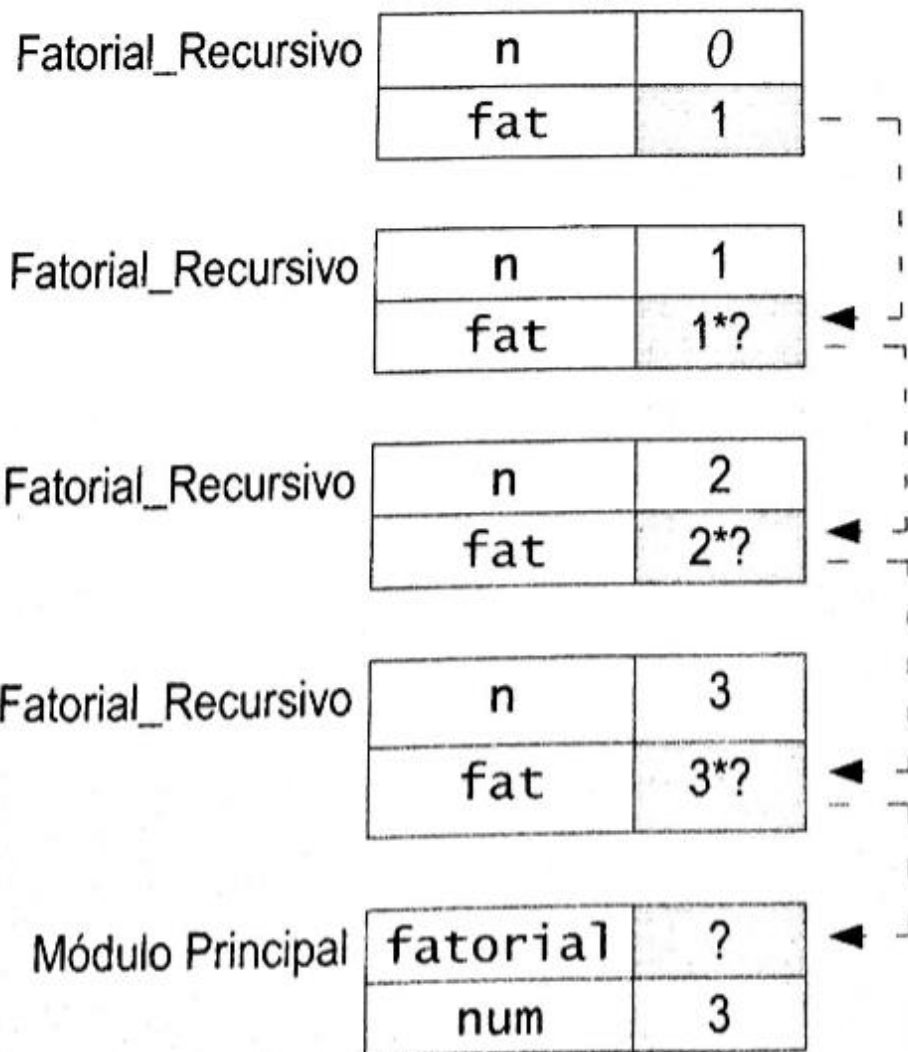 Fatorial_Recursivo n 0
fat 1
Fatorial_Recursivo n 1
fat 1*?
Fatorial_Recursivo n 2
fat 2*?
Fatorial_Recursivo n 3
fat 3*?
Módulo Principal fatorial ?
num 3